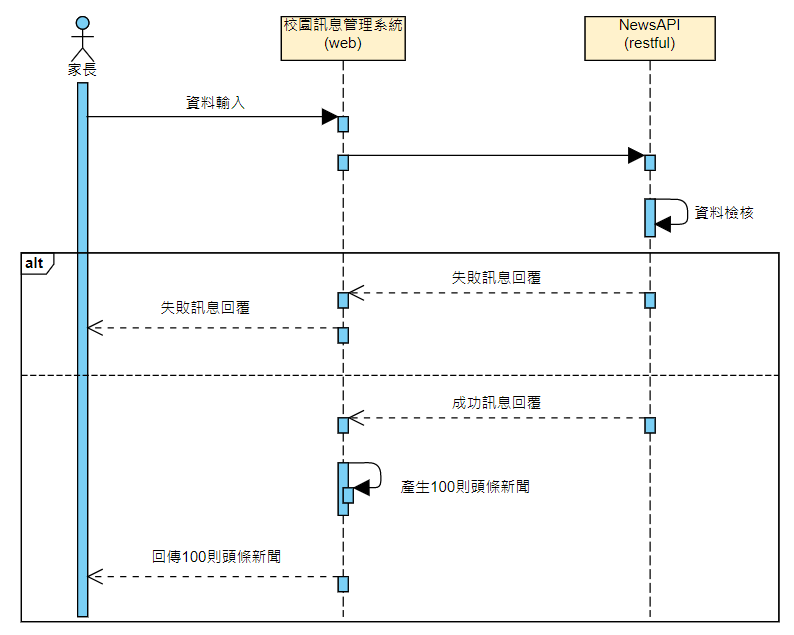 校園訊息管理系統
(web)
NewsAPI
(restful)
家長
資料輸入
資料檢核
alt
失敗訊息回覆
失敗訊息回覆
成功訊息回覆
產生100則頭條新聞
回傳100則頭條新聞